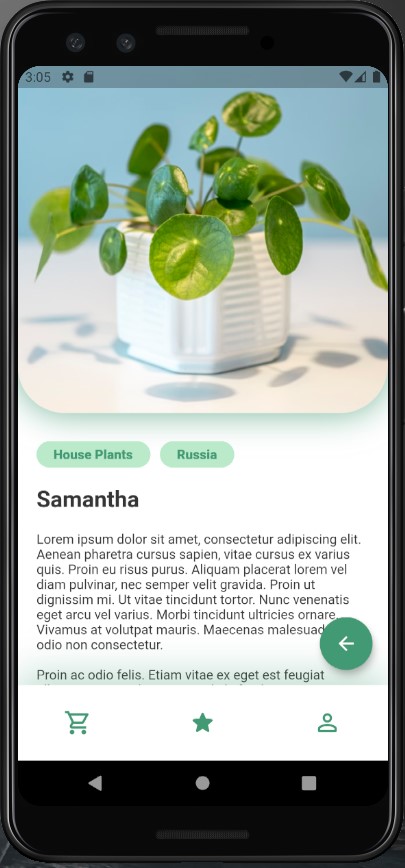 3:05
House Plants Russia
Samantha
Lorem ipsum dolor sit amet, consectetur adipiscing elit.
Aenean pharetra cursus sapien, vitae cursus ex varius
quis. Proin eu risus purus. Aliquam placerat lorem vel
diam pulvinar, nec semper velit gravida. Proin ut
dignissim mi. Ut vitae tincidunt tortor. Nunc venenatis
eget arcu vel varius. Morbi tincidunt ultricies ornare.
Vivamus at volutpat mauris. Maecenas
odio non consectetur.
Proin ac odio felis. Etiam vitae ex eget est feugiat